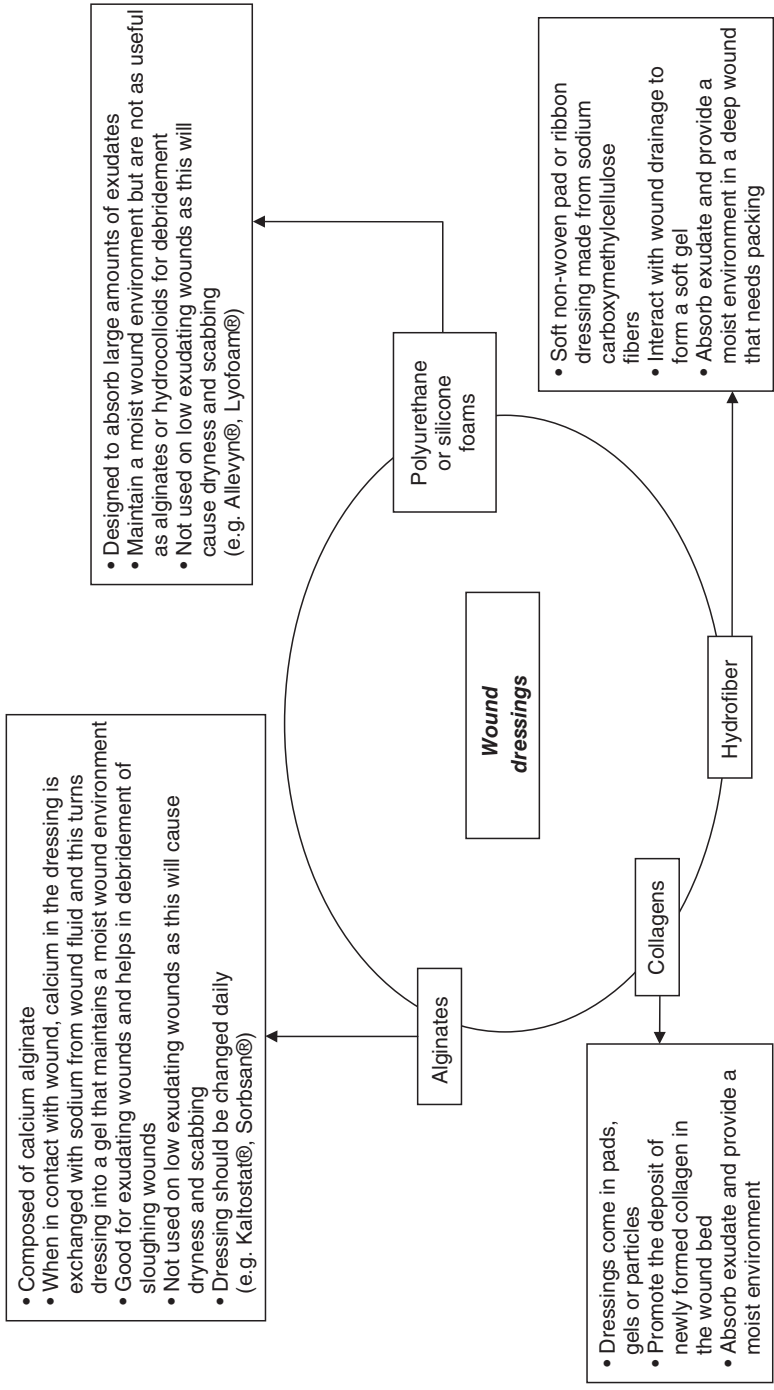 • Composed of calcium alginate
• When in contact with wound, calcium in the dressing is
exchanged with sodium from wound fluid and this turns
dressing into a gel that maintains a moist wound environment
• Good for exudating wounds and helps in debridement of
sloughing wounds
• Not used on low exudating wounds as this will cause
dryness and scabbing
• Dressing should be changed daily
(e.g. Kaltostat®, Sorbsan®)
• Designed to absorb large amounts of exudates
• Maintain a moist wound environment but are not as useful
as alginates or hydrocolloids for debridement
• Not used on low exudating wounds as this will
cause dryness and scabbing
(e.g. Allevyn®, Lyofoam®)
Alginates
Polyurethane
or silicone
foams
Wound
dressings
Collagens
Hydrofiber
• Dressings come in pads,
gels or particles
• Promote the deposit of
newly formed collagen in
the wound bed
• Absorb exudate and provide a
moist environment
• Soft non-woven pad or ribbon
dressing made from sodium
carboxymethylcellulose
fibers
• Interact with wound drainage to
form a soft gel
• Absorb exudate and provide a
moist environment in a deep wound
that needs packing